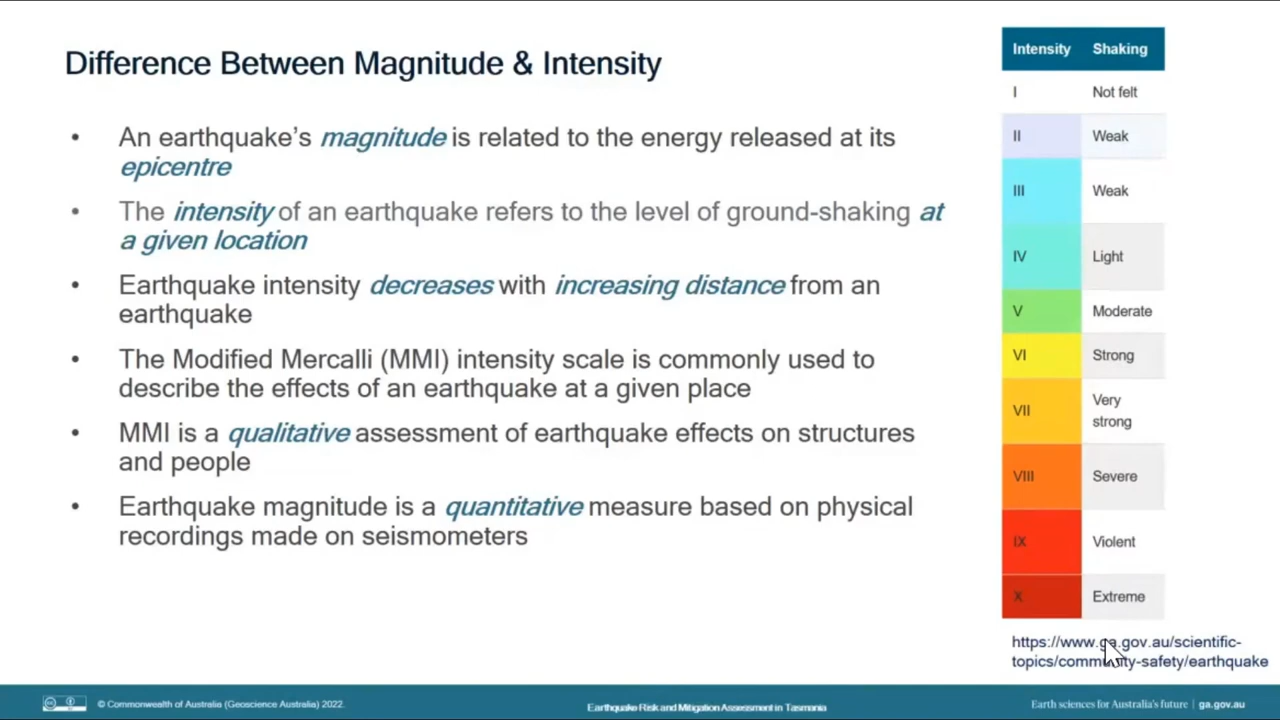 Difference Between Magnitude & Intensity
• An earthquake's magnitude is related to the energy released at its
epicentre
• The intensity of an earthquake refers to the level of ground-shaking at
a given location
• Earthquake intensity decreases with increasing distance from an
earthquake
• The Modified Mercalli (MMI) intensity scale is commonly used to
describe the effects of an earthquake at a given place
• MMI is a qualitative assessment of earthquake effects on structures
and people
• Earthquake magnitude is a quantitative measure based on physical
recordings made on seismometers
Intensity Shaking
I Not felt
II Weak
III Weak
IV Light
V Moderate
VI Strong
VII Very
strong
VIII Severe
IX Violent
X Extreme
https://www.ga.gov.au/scientific-
topics/community-safety/earthquake
© Commonwealth of Australia (Geoscience Australia) 2022.
Earthquake Risk and Mitigation Assessment in Tasmania
Earth sciences for Australia's future | ga.gov.au